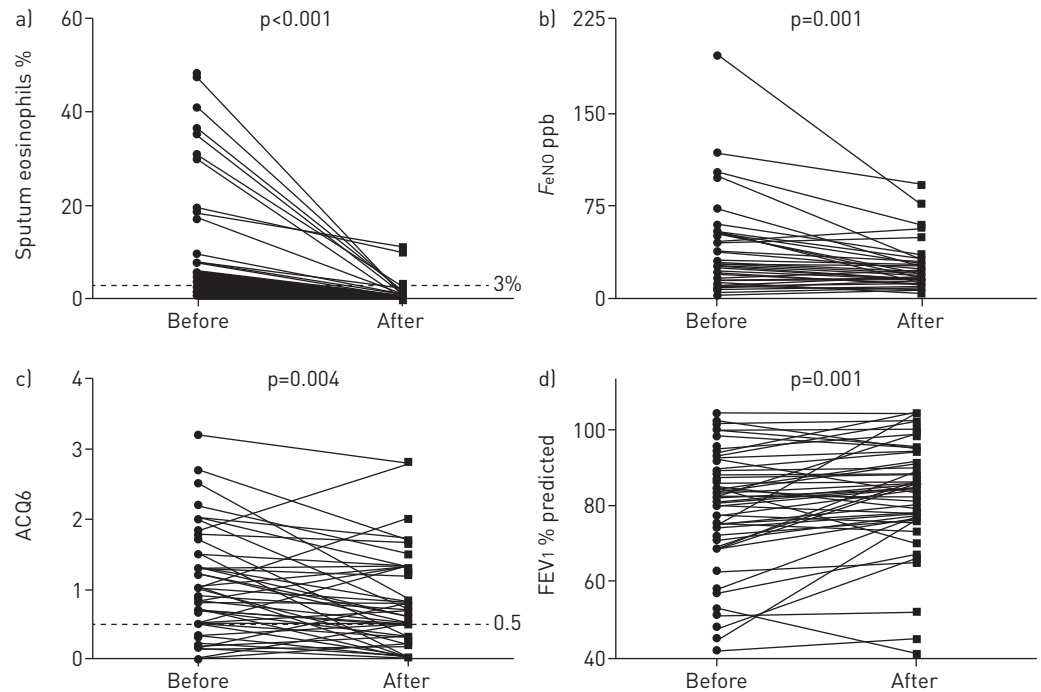 a)
p<0.001
Sputum eosinophils %
60
40
20
0
3%
Before
After
b)
p=0.001
FeNO ppb
225
150
75
0
Before
After
c)
p=0.004
ACQ6
4
3
2
1
0
0.5
Before
After
d)
p=0.001
FEV1 % predicted
100
80
60
40
Before
After